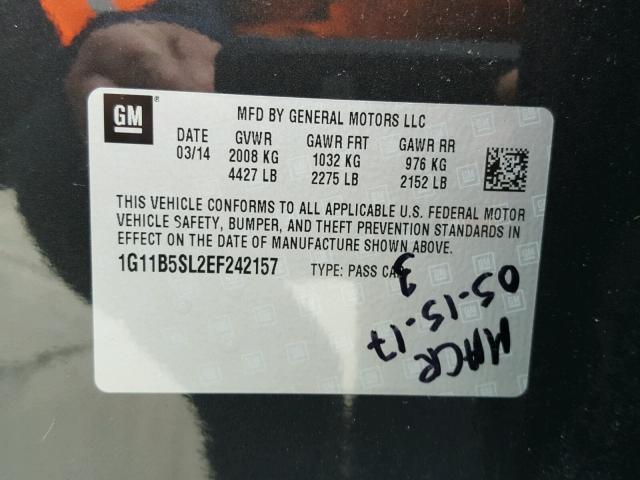 GM
MFD BY GENERAL MOTORS LLC
DATE GVWR GAWR FRT GAWR RR
03/14 2008 KG 1032 KG 976 KG
4427 LB 2275 LB 2152 LB
THIS VEHICLE CONFORMS TO ALL APPLICABLE U.S. FEDERAL MOTOR
VEHICLE SAFETY, BUMPER, AND THEFT PREVENTION STANDARDS IN
EFFECT ON THE DATE OF MANUFACTURE SHOWN ABOVE.
1G11B5SL2EF242157 TYPE: PASS CAR
3
05-15-17
MACR